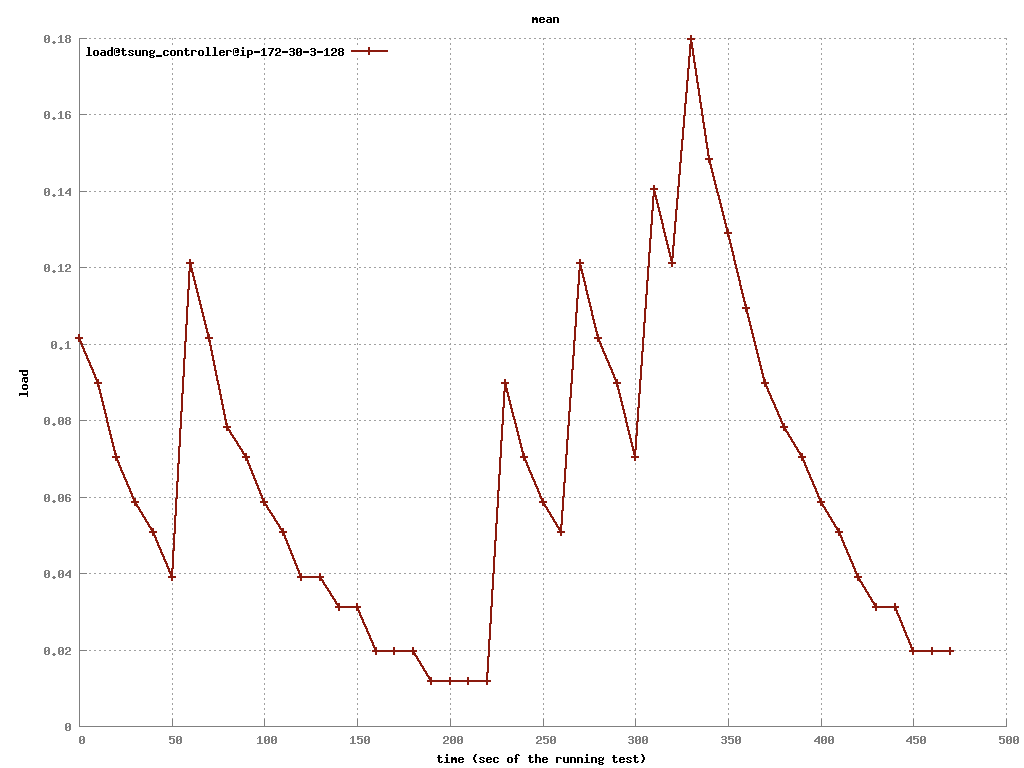 mean
load@tsung_controller@ip-172-30-3-128
0.18
0.16
0.14
0.12
0.1
0.08
0.06
0.04
0.02
0
load
0 50 100 150 200 250 300 350 400 450 500
time (sec of the running test)